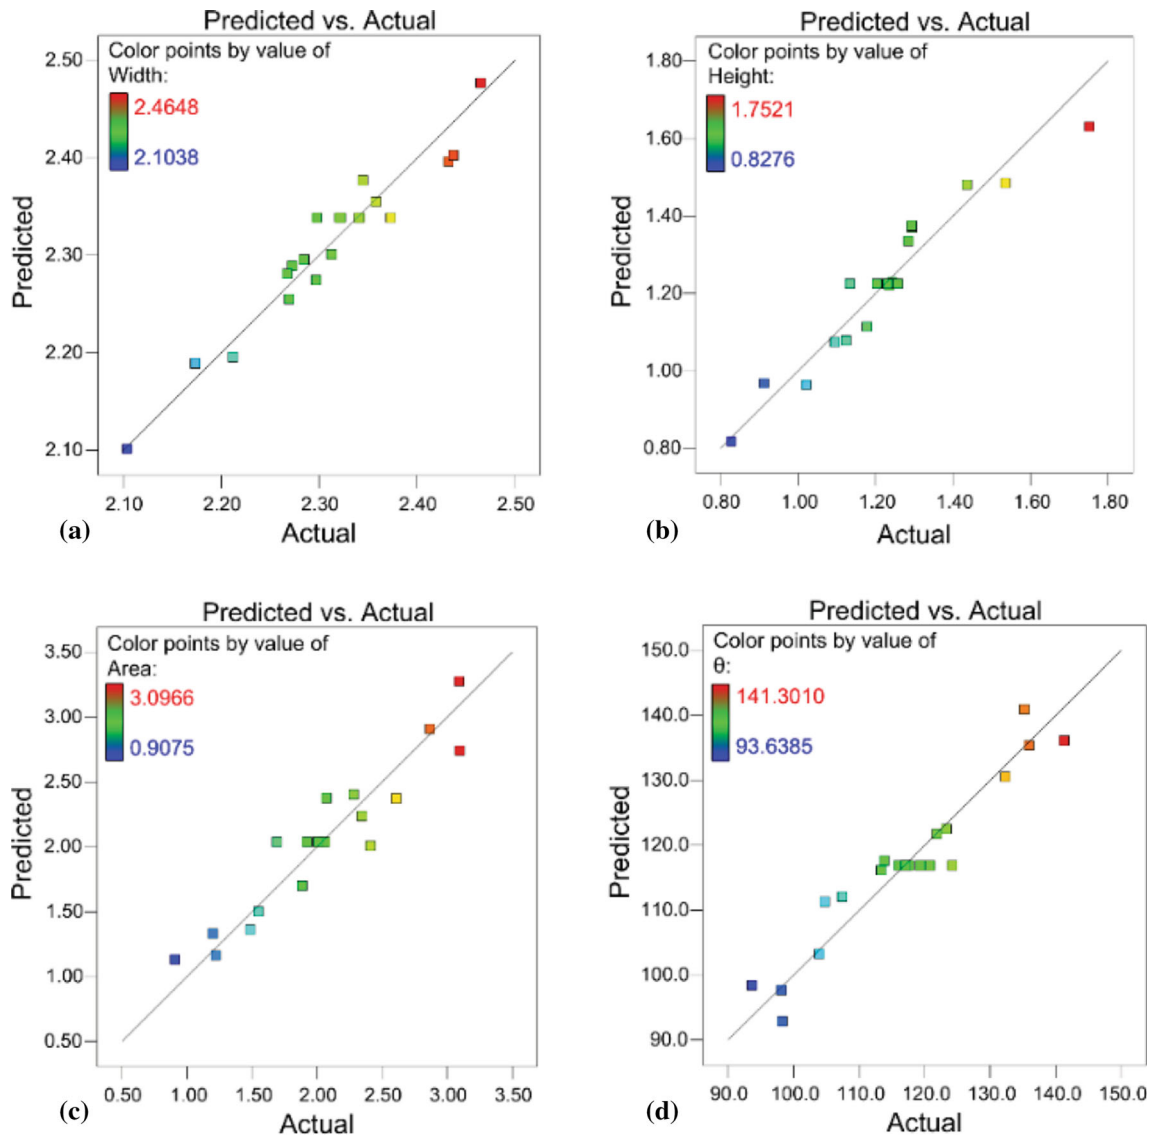 Predicted vs. Actual
Color points by value of
Width:
2.4648
2.1038
2.50
2.40
2.30
2.20
2.10
Predicted
2.10 2.20 2.30 2.40 2.50
Actual
(a)
Predicted vs. Actual
Color points by value of
Height:
1.7521
0.8276
1.80
1.60
1.40
1.20
1.00
0.80
Predicted
0.80 1.00 1.20 1.40 1.60 1.80
Actual
(b)
Predicted vs. Actual
Color points by value of
Area:
3.0966
0.9075
3.50
3.00
2.50
2.00
1.50
1.00
0.50
Predicted
0.50 1.00 1.50 2.00 2.50 3.00 3.50
Actual
(c)
Predicted vs. Actual
Color points by value of
θ:
141.3010
93.6385
150.0
140.0
130.0
120.0
110.0
100.0
90.0
Predicted
90.0 100.0 110.0 120.0 130.0 140.0 150.0
Actual
(d)